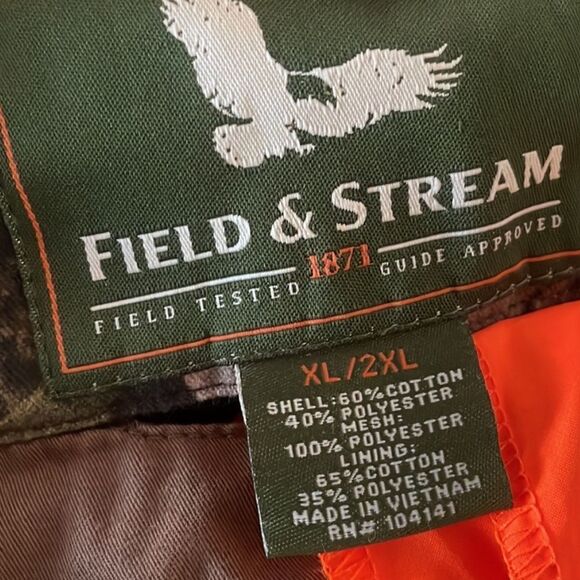 FIELD & STREAM
FIELD TESTED 1871 GUIDE APPROVED
XL/2XL
SHELL:60%COTTON
40% POLYESTER
MESH:
100% POLYESTER
LINING:
65%COTTON
35% POLYESTER
MADE IN VIETNAM
RN# 104141